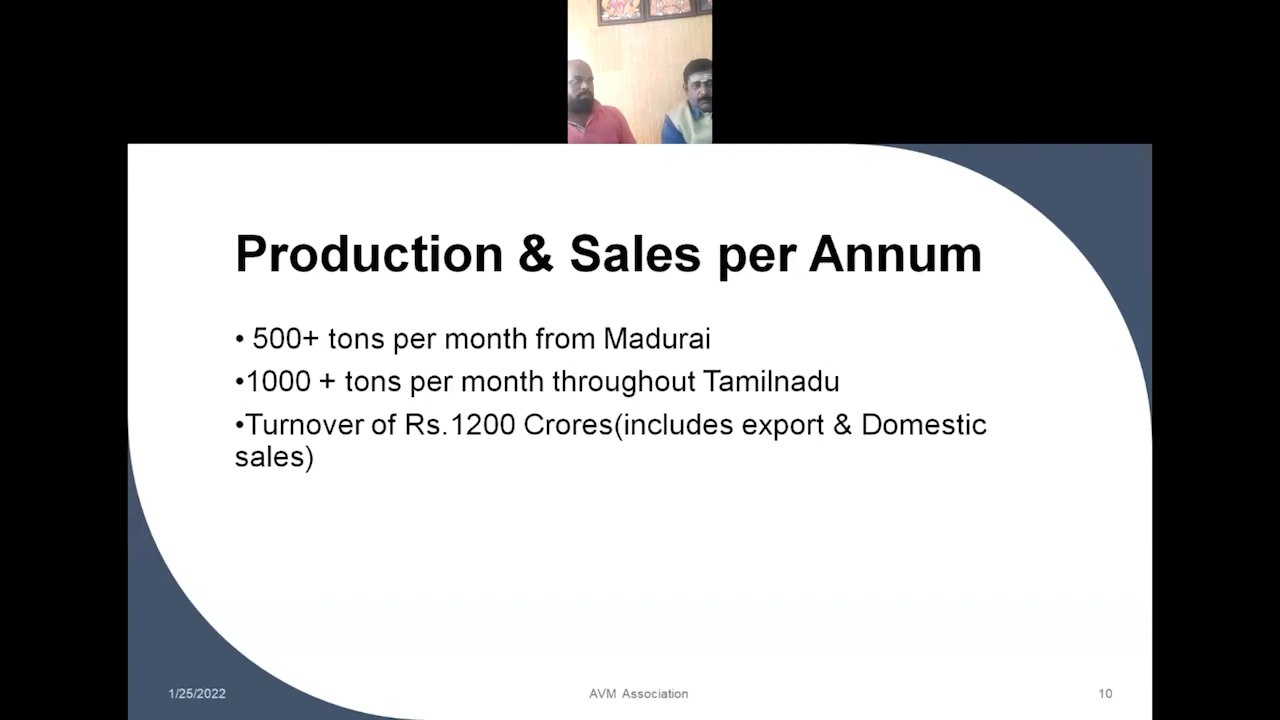 Production & Sales per Annum
• 500+ tons per month from Madurai
•1000 + tons per month throughout Tamilnadu
•Turnover of Rs.1200 Crores(includes export & Domestic
sales)
1/25/2022
AVM Association
10